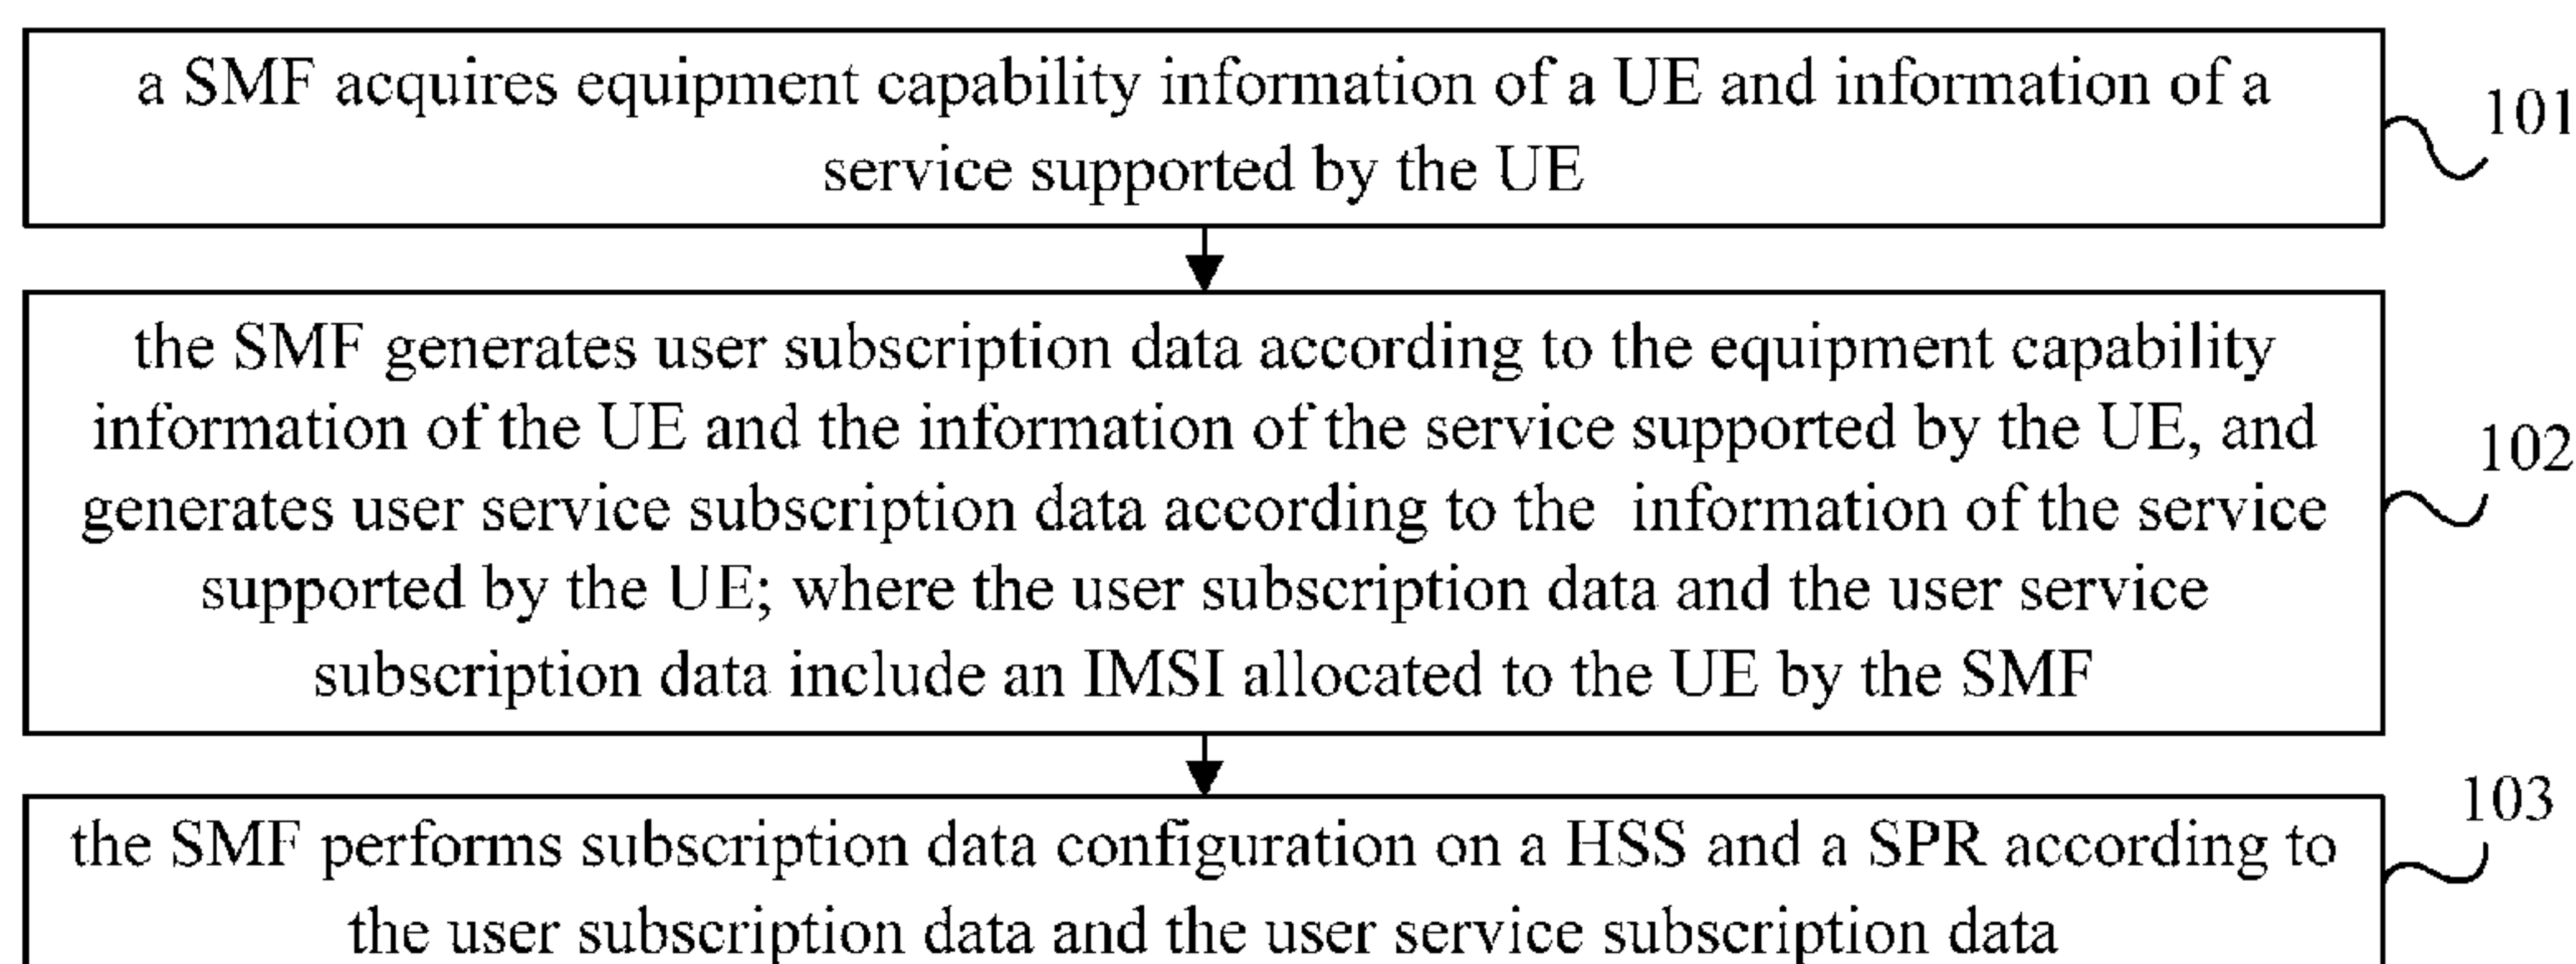 a SMF acquires equipment capability information of a UE and information of a
service supported by the UE
101
the SMF generates user subscription data according to the equipment capability
information of the UE and the information of the service supported by the UE, and
generates user service subscription data according to the information of the service
supported by the UE; where the user subscription data and the user service
subscription data include an IMSI allocated to the UE by the SMF
102
the SMF performs subscription data configuration on a HSS and a SPR according to
the user subscription data and the user service subscription data
103